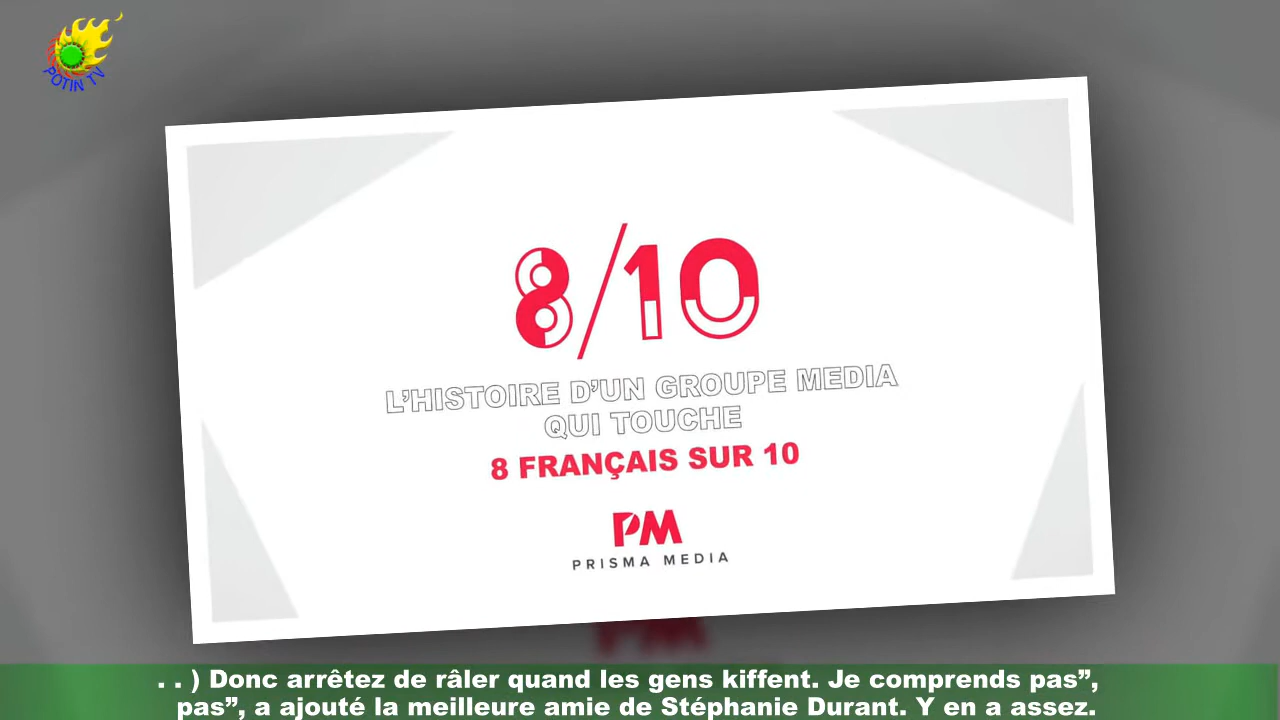 POTIN TV
8/10
L'HISTOIRE D'UN GROUPE MEDIA
QUI TOUCHE
8 FRANÇAIS SUR 10
PM
PRISMA MEDIA
PM
. . ) Donc arrêtez de râler quand les gens kiffent. Je comprends pas”,
pas”, a ajouté la meilleure amie de Stéphanie Durant. Y en a assez.